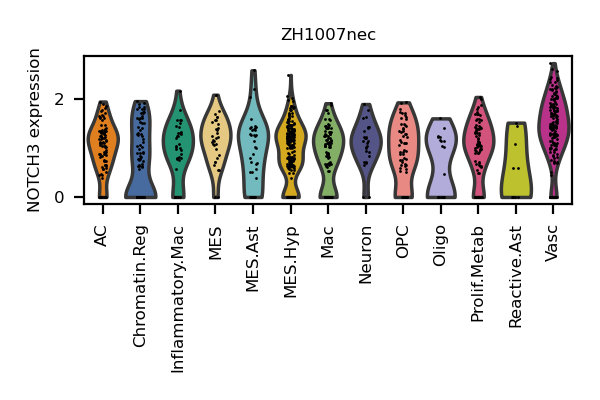 ZH1007nec
NOTCH3 expression
2
0
AC
Chromatin.Reg
Inflammatory.Mac
MES
MES.Ast
MES.Hyp
Mac
Neuron
OPC
Oligo
Prolif.Metab
Reactive.Ast
Vasc